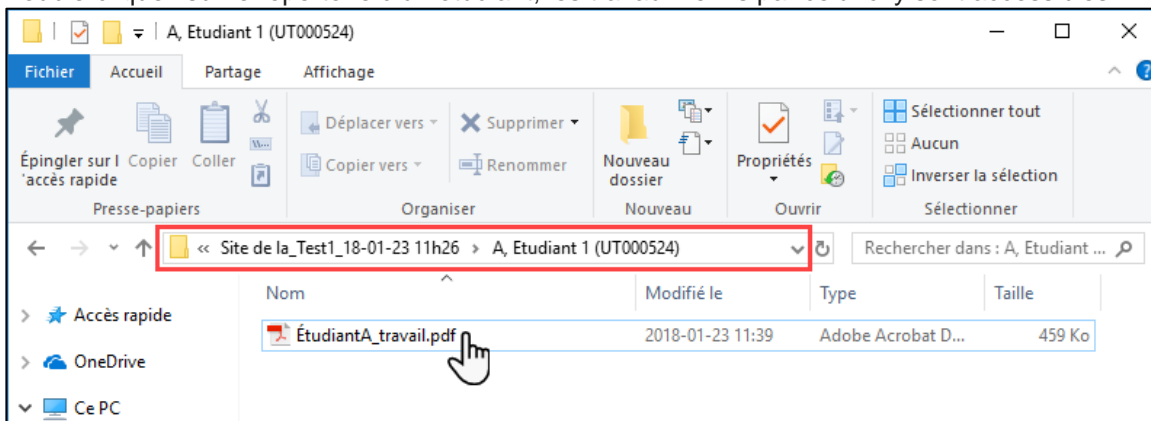 A, Etudiant 1 (UT000524)
Fichier Accueil Partage Affichage
Épingler sur l Copier Coller
'accès rapide
Déplacer vers
Copier vers
Supprimer
Renommer
Nouveau
dossier
Propriétés
Sélectionner tout
Aucun
Inverser la sélection
Presse-papiers Organiser Nouveau Ouvrir Sélectionner
« Site de la_Test1_18-01-23 11h26 > A, Etudiant 1 (UT000524) Rechercher dans : A, Etudiant ...
Nom Modifié le Type Taille
Accès rapide
ÉtudiantA_travail.pdf 2018-01-23 11:39 Adobe Acrobat D... 459 Ko
OneDrive
Ce PC